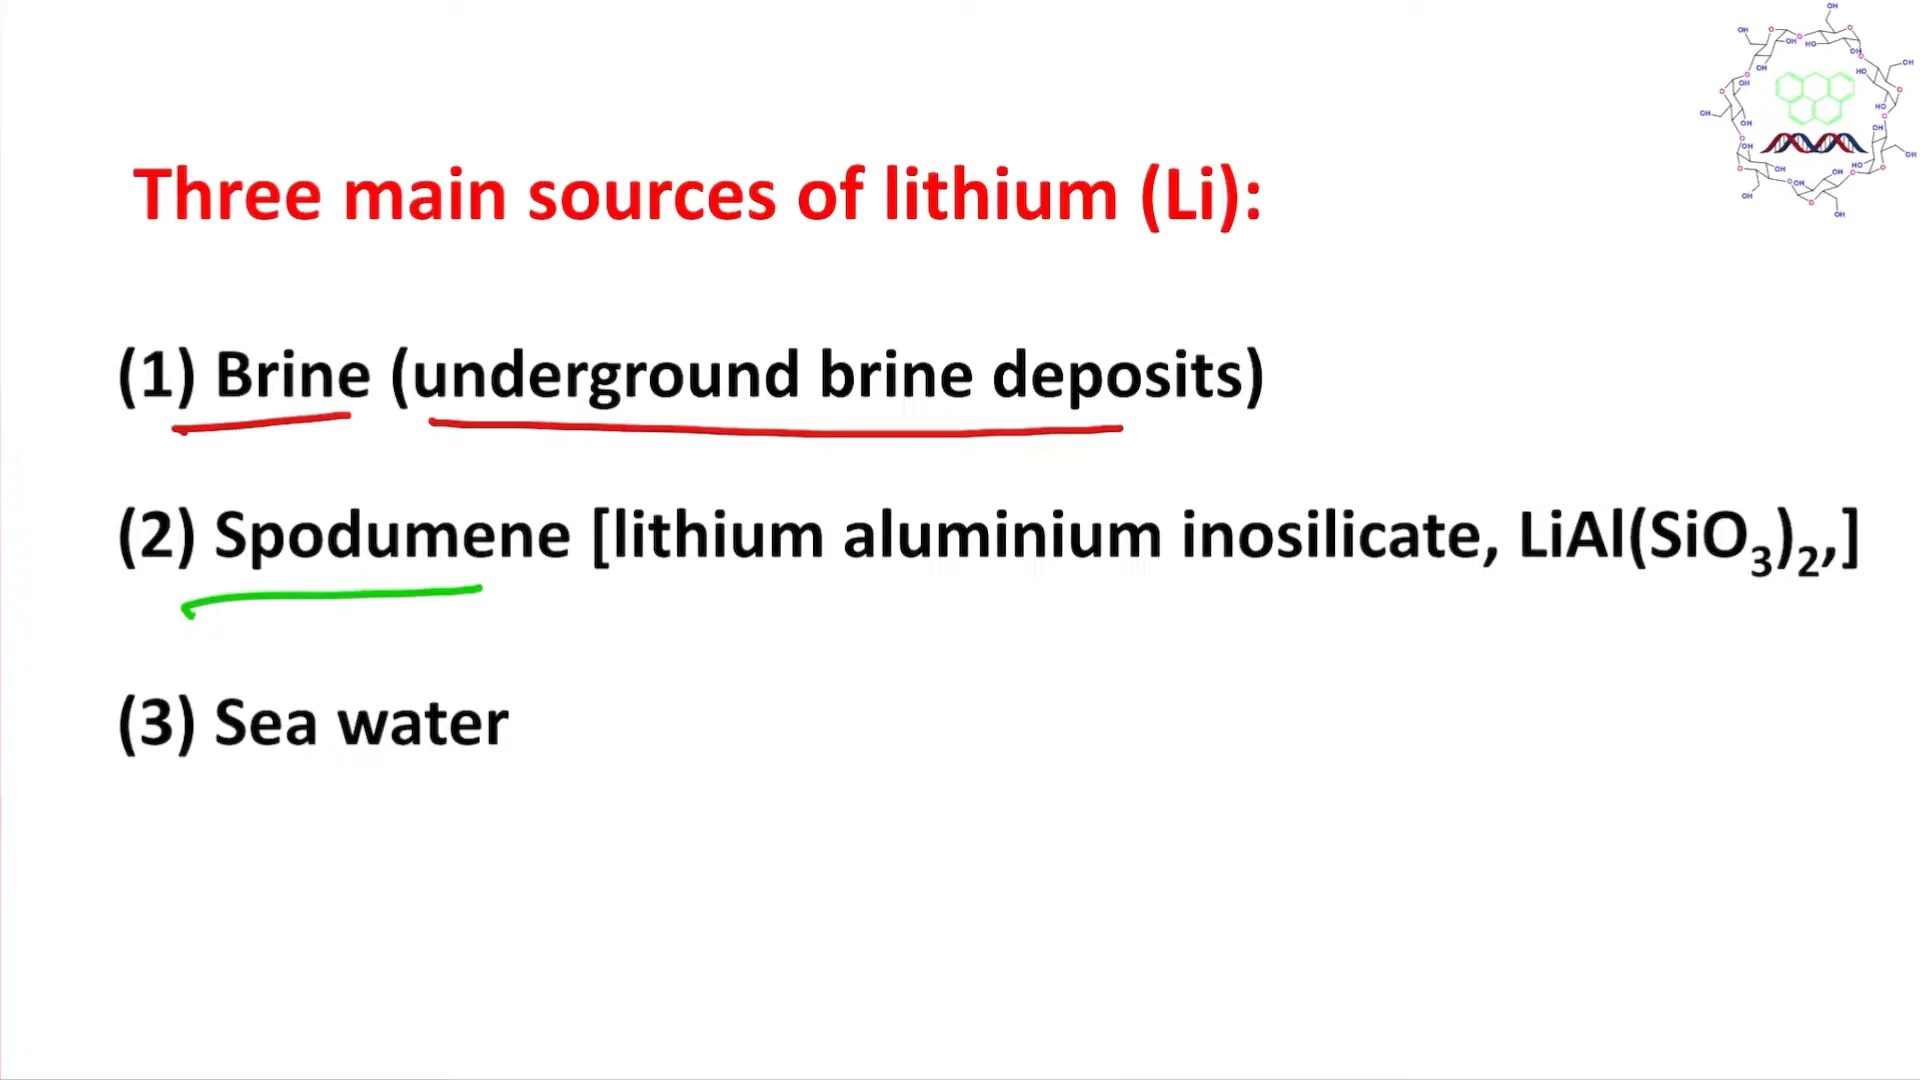 Three main sources of lithium (Li):
(1) Brine (underground brine deposits)
(2) Spodumene [lithium aluminium inosilicate, LiAl(SiO₃)₂,]
(3) Sea water